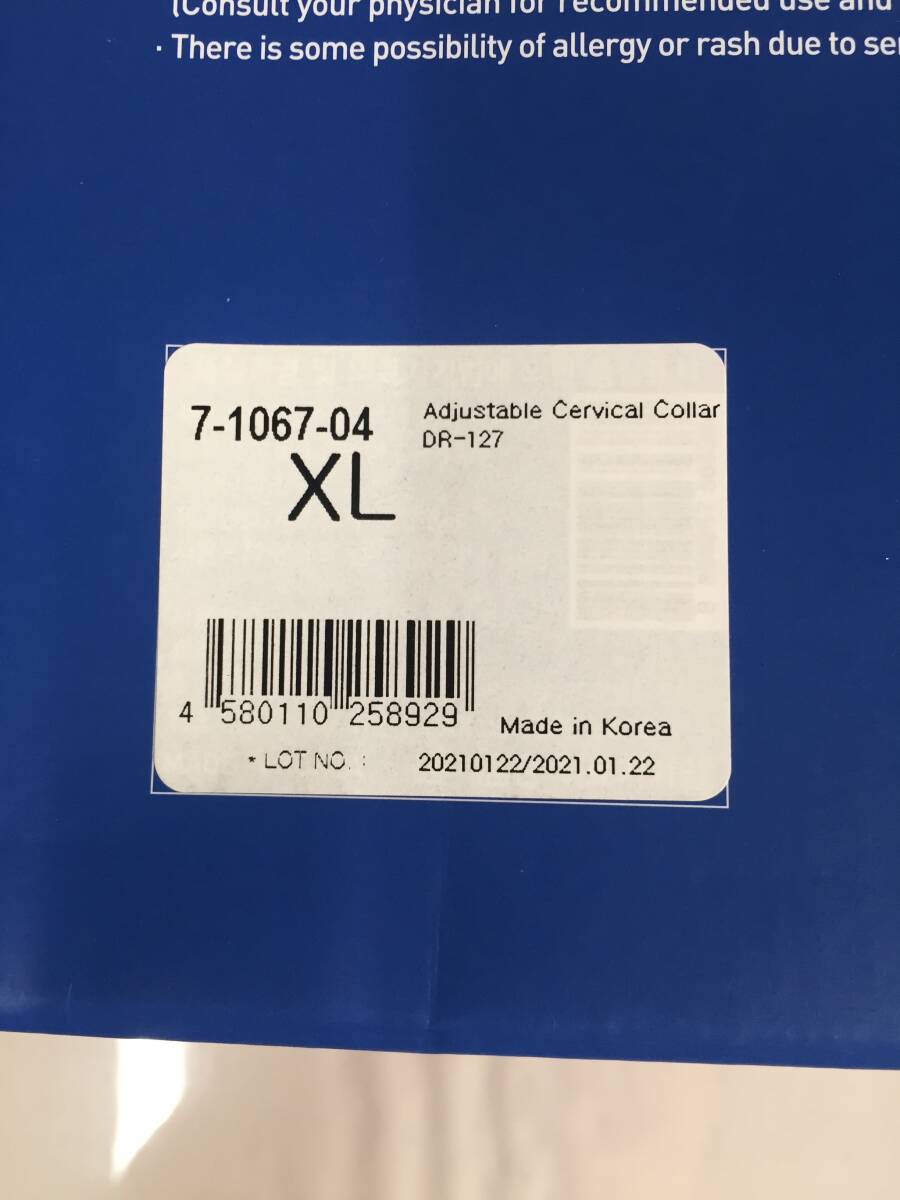 (Consult your physician for recommended use and
· There is some possibility of allergy or rash due to
7-1067-04
XL
Adjustable Cervical Collar
DR-127
4 580110 258929
Made in Korea
* LOT NO. : 20210122/2021.01.22